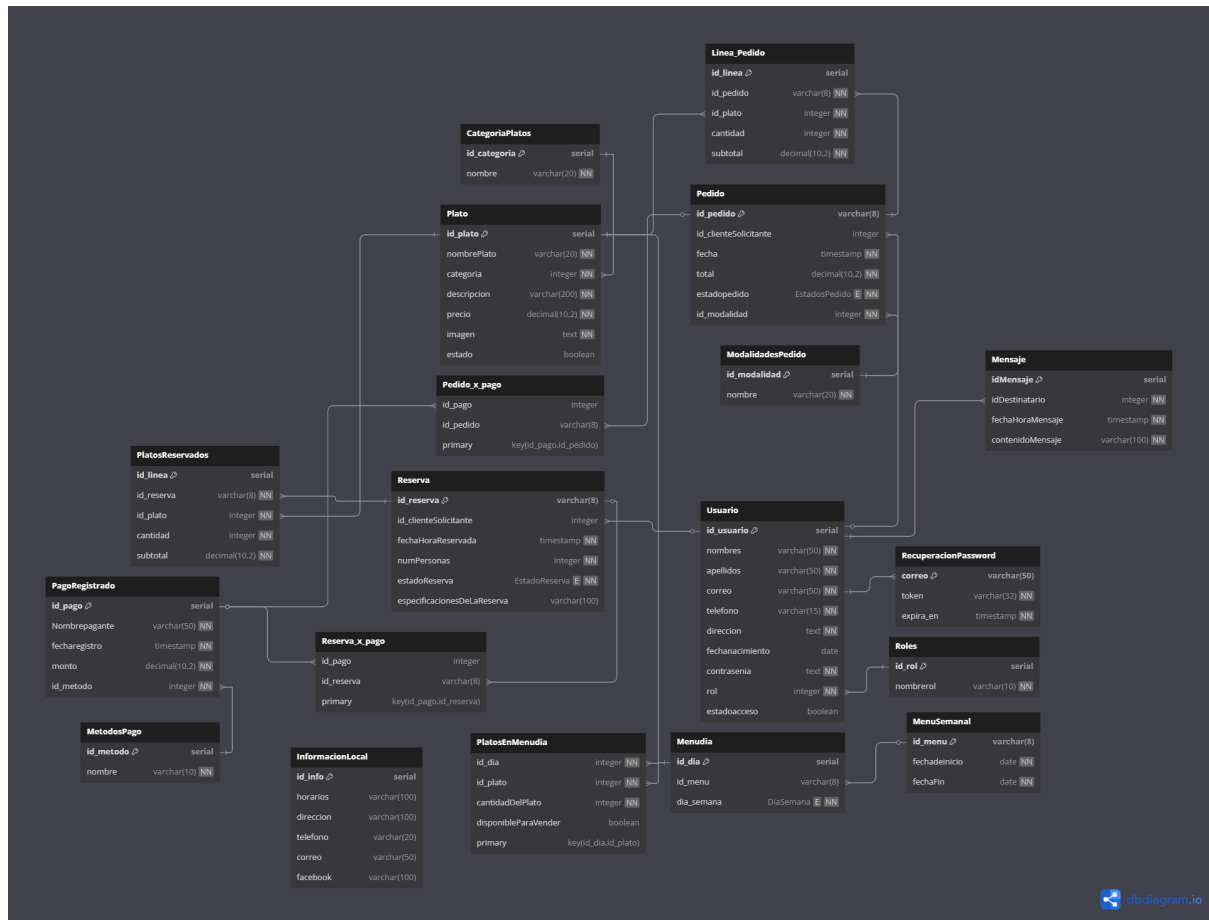 Linea_Pedido
id_linea serial
id_pedido varchar(8) NN
id_plato integer NN
cantidad integer NN
subtotal decimal(10,2) NN
CategoriaPlatos
id_categoria serial
nombre varchar(20) NN
Pedido
id_pedido varchar(8)
id_clienteSolicitante integer
fecha timestamp NN
total decimal(10,2) NN
estadopedido EstadosPedido E NN
id_modalidad integer NN
Plato
id_plato serial
nombrePlato varchar(20) NN
categoria integer NN
descripcion varchar(200) NN
precio decimal(10,2) NN
imagen text NN
estado boolean
ModalidadesPedido
id_modalidad serial
nombre varchar(20) NN
Mensaje
idMensaje serial
idDestinatario integer NN
fechaHoraMensaje timestamp NN
contenidoMensaje varchar(100) NN
Pedido_x_pago
id_pago integer
id_pedido varchar(8)
primary key(id_pago,id_pedido)
PlatosReservados
id_linea serial
id_reserva varchar(8) NN
id_plato integer NN
cantidad integer NN
subtotal decimal(10,2) NN
Reserva
id_reserva varchar(8)
id_clienteSolicitante integer
fechaHoraReservada timestamp NN
numPersonas integer NN
estadoReserva EstadoReserva E NN
especificacionesDeLaReserva varchar(100)
Usuario
id_usuario serial
nombres varchar(50) NN
apellidos varchar(50) NN
correo varchar(50) NN
telefono varchar(15) NN
direccion text NN
fechanacimiento date
contrasenia text NN
rol integer NN
estadoacceso boolean
RecuperacionPassword
correo varchar(50)
token varchar(32) NN
expira_en timestamp NN
PagoRegistrado
id_pago serial
Nombrepagante varchar(50) NN
fecharegistro timestamp NN
monto decimal(10,2) NN
id_metodo integer NN
Reserva_x_pago
id_pago integer
id_reserva varchar(8)
primary key(id_pago,id_reserva)
Roles
id_rol serial
nombrerol varchar(10) NN
MetodosPago
id_metodo serial
nombre varchar(10) NN
InformacionLocal
id_info serial
horarios varchar(100)
direccion varchar(100)
telefono varchar(20)
correo varchar(50)
facebook varchar(100)
PlatosEnMenudia
id_dia integer NN
id_plato integer NN
cantidadDelPlato integer NN
disponibleParaVender boolean
primary key(id_dia,id_plato)
Menudia
id_dia serial
id_menu varchar(8)
dia_semana DiaSemana E NN
MenuSemanal
id_menu varchar(8)
fechadeinicio date NN
fechaFin date NN
dbdiagram.io